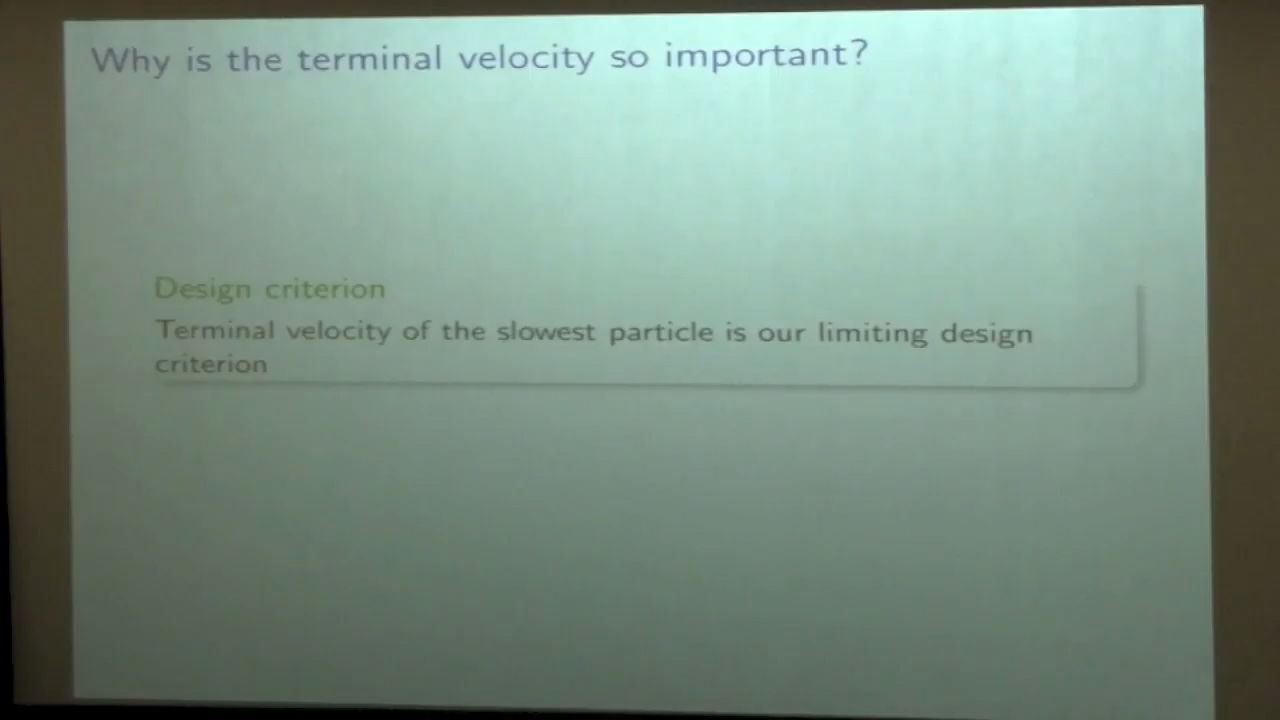 Why is the terminal velocity so important?
Design criterion
Terminal velocity of the slowest particle is our limiting design
criterion